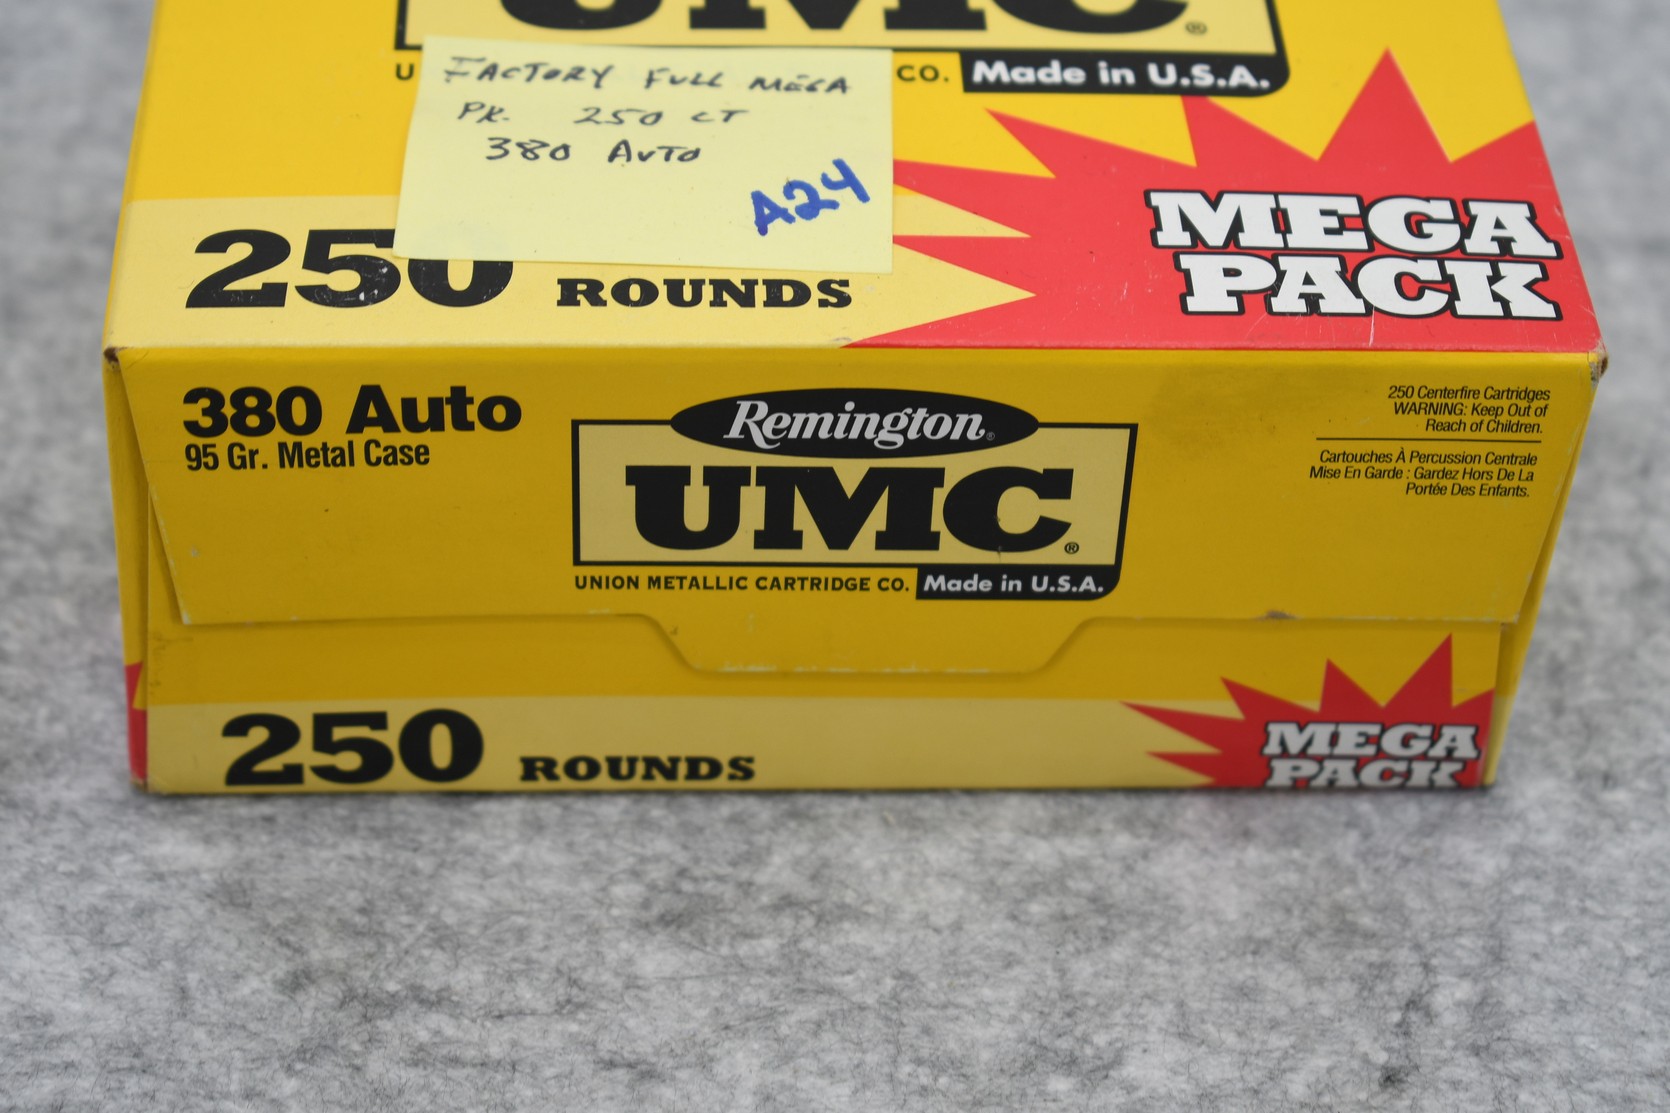 UMC®
U CO. Made in U.S.A.
FACTORY FULL MEGA
PK. 250 CT
380 AUTO
A24
250 ROUNDS
MEGA
PACK
380 Auto
95 Gr. Metal Case
Remington®
UMC®
UNION METALLIC CARTRIDGE CO. Made in U.S.A.
250 Centerfire Cartridges
WARNING: Keep Out of
Reach of Children.
Cartouches À Percussion Centrale
Mise En Garde : Gardez Hors De La
Portée Des Enfants.
250 ROUNDS
MEGA
PACK